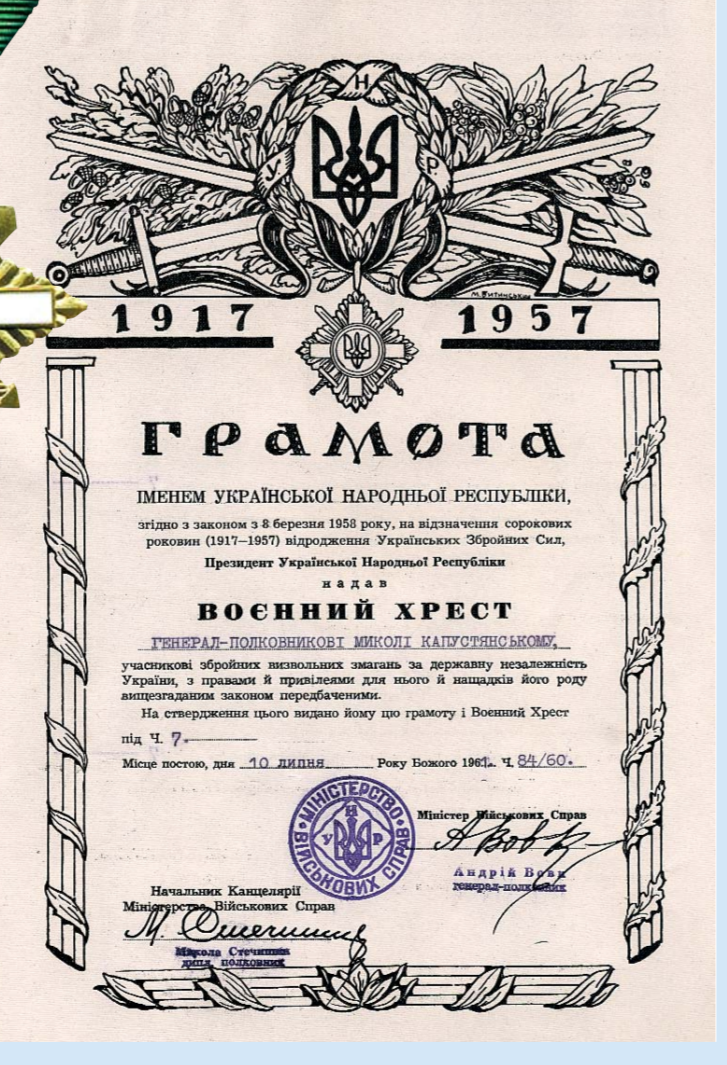 Н
У Р
М. БИТИНСЬКИЙ
1917 1957
ГРАМОТА
ІМЕНЕМ УКРАЇНСЬКОЇ НАРОДНЬОЇ РЕСПУБЛІКИ,
згідно з законом з 8 березня 1958 року, на відзначення сорокових
роковин (1917—1957) відродження Українських Збройних Сил,
Президент Української Народньої Республіки
надав
ВОЄННИЙ ХРЕСТ
ГЕНЕРАЛ-ПОЛКОВНИКОВІ МИКОЛІ КАПУСТЯНСЬКОМУ,
учасникові збройних визвольних змагань за державну незалежність
України, з правами й привілеями для нього й нащадків його роду
вищезгаданим законом передбаченими.
На ствердження цього видано йому цю грамоту і Воєнний Хрест
під Ч. 7.
Місце постою, дня 10 липня Року Божого 1961. Ч. 84/60.
МІНІСТЕРСТВО ВІЙСЬКОВИХ СПРАВ
У Н Р
Міністер Військових Справ
А Вовк
Андрій Вовк
генерал-полковник
Начальник Канцелярії
Міністерства Військових Справ
М. Стечишин
Микола Стечишин
дипл. полковник